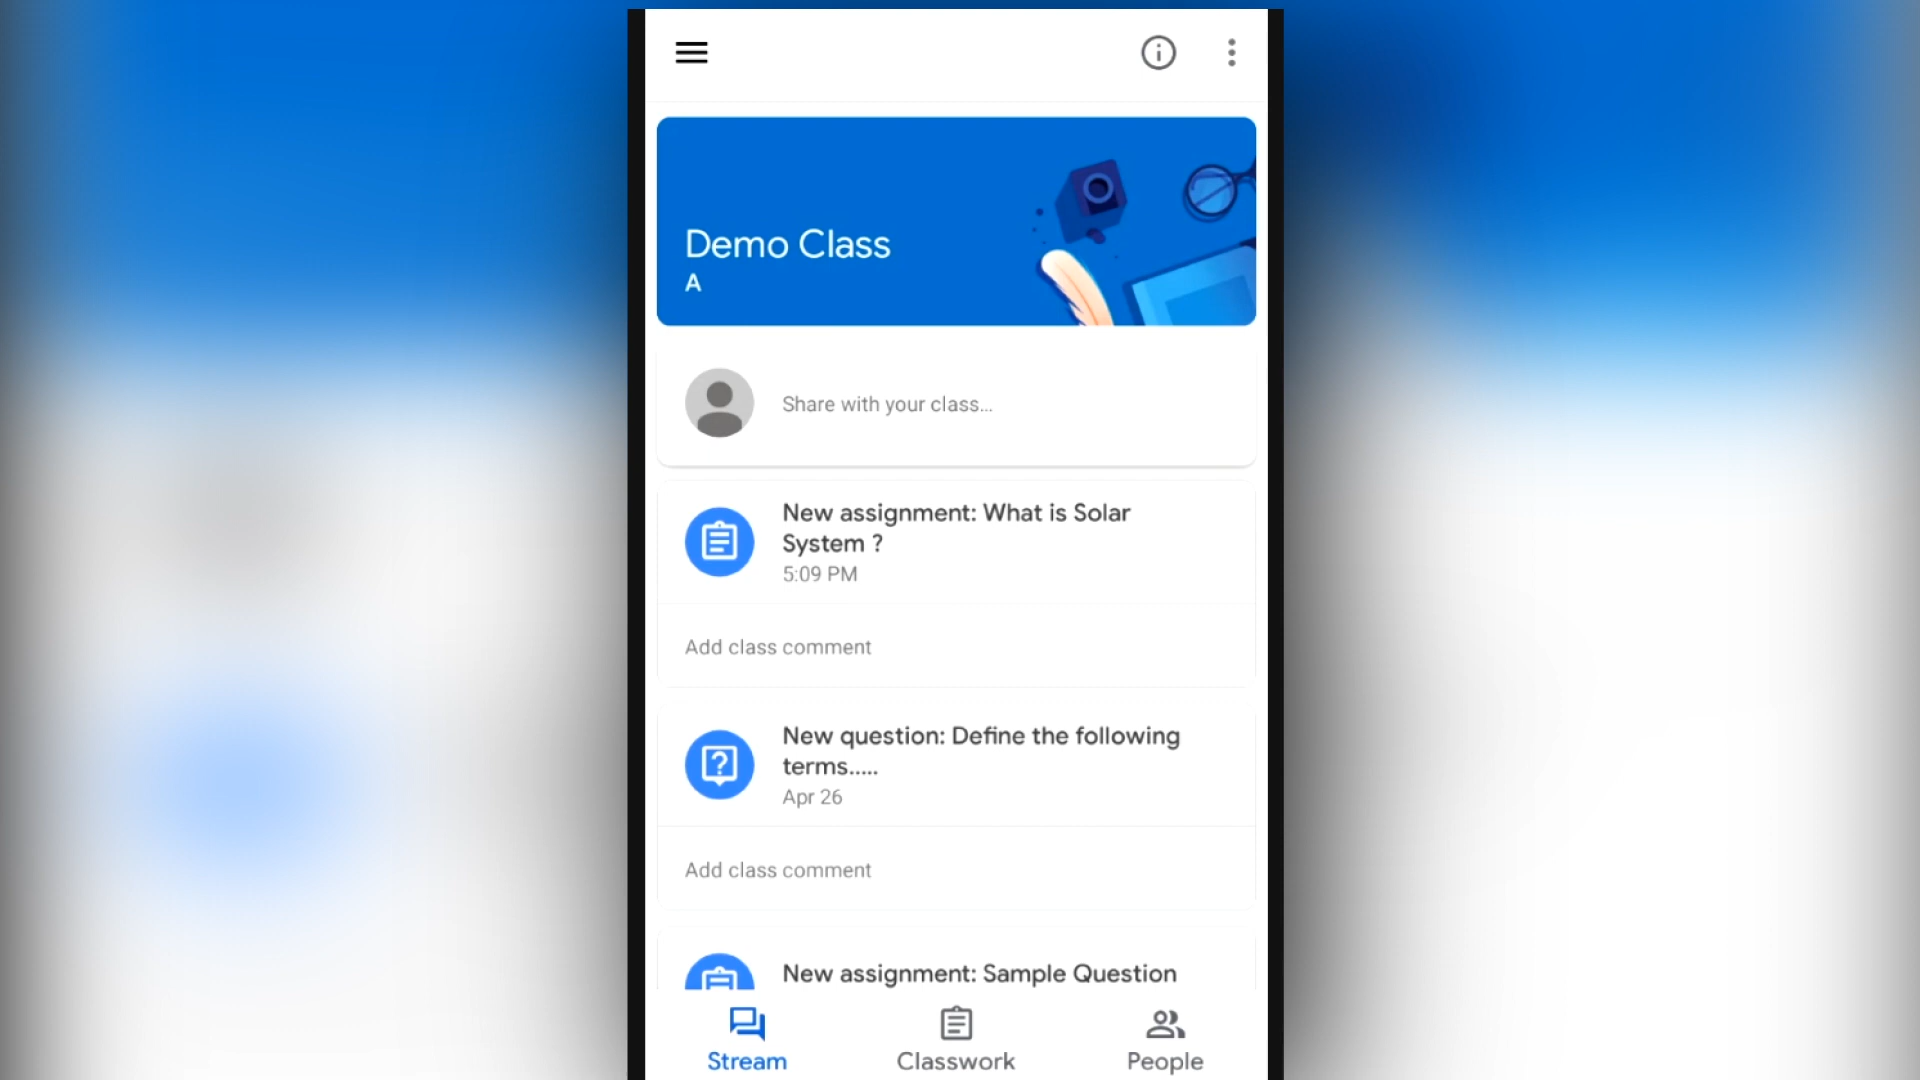 Demo Class
A
Share with your class...
New assignment: What is Solar
System ?
5:09 PM
Add class comment
New question: Define the following
terms.....
Apr 26
Add class comment
New assignment: Sample Question
Stream
Classwork
People